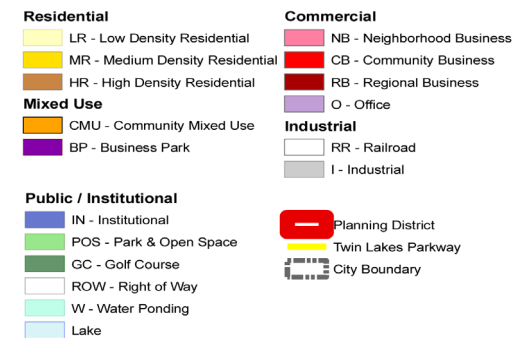 Residential
LR - Low Density Residential
MR - Medium Density Residential
HR - High Density Residential
Mixed Use
CMU - Community Mixed Use
BP - Business Park
Commercial
NB - Neighborhood Business
CB - Community Business
RB - Regional Business
O - Office
Industrial
RR - Railroad
I - Industrial
Public / Institutional
IN - Institutional
POS - Park & Open Space
GC - Golf Course
ROW - Right of Way
W - Water Ponding
Lake
Planning District
Twin Lakes Parkway
City Boundary